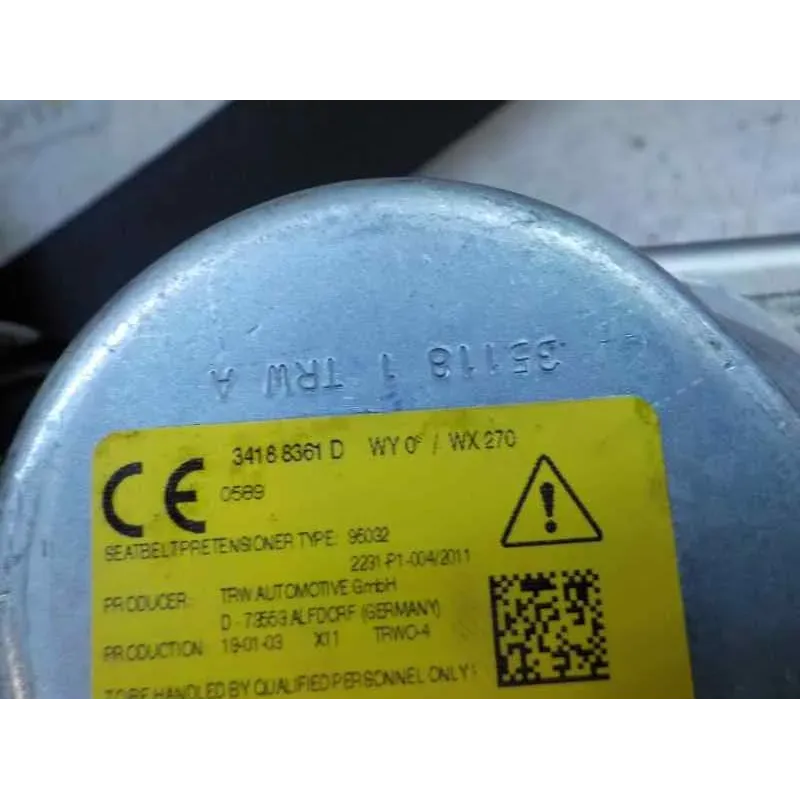 35118 1 TRW A
CE 3418 8361 D WY 0° / WX 270
0589
SEATBELTPRETENSIONER TYPE: 95032
2291-P1-004/2011
PRODUCER: TRW AUTOMOTIVE GmbH
D - 73553 ALFDORF (GERMANY)
PRODUCTION: 19-01-03 X11 TRWO-4
TO BE HANDLED BY QUALIFIED PERSONNEL ONLY!